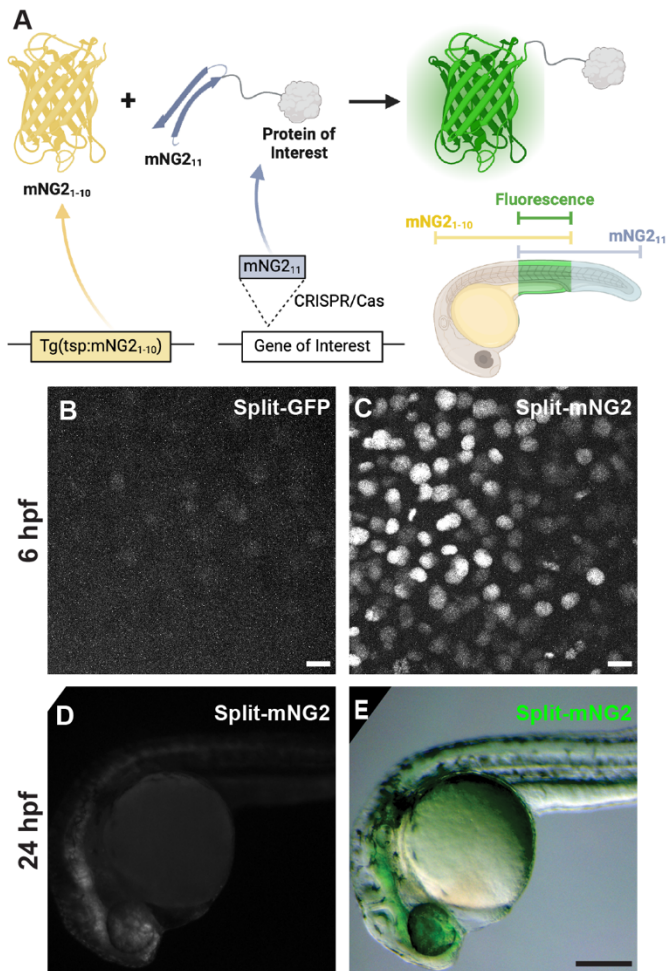 A
+
Protein of
Interest
mNG2₁₋₁₀
mNG2₁₁
Fluorescence
mNG2₁₋₁₀
mNG2₁₁
mNG2₁₁
CRISPR/Cas
Tg(tsp:mNG2₁₋₁₀)
Gene of Interest
B
Split-GFP
C
Split-mNG2
6 hpf
D
Split-mNG2
E
Split-mNG2
24 hpf